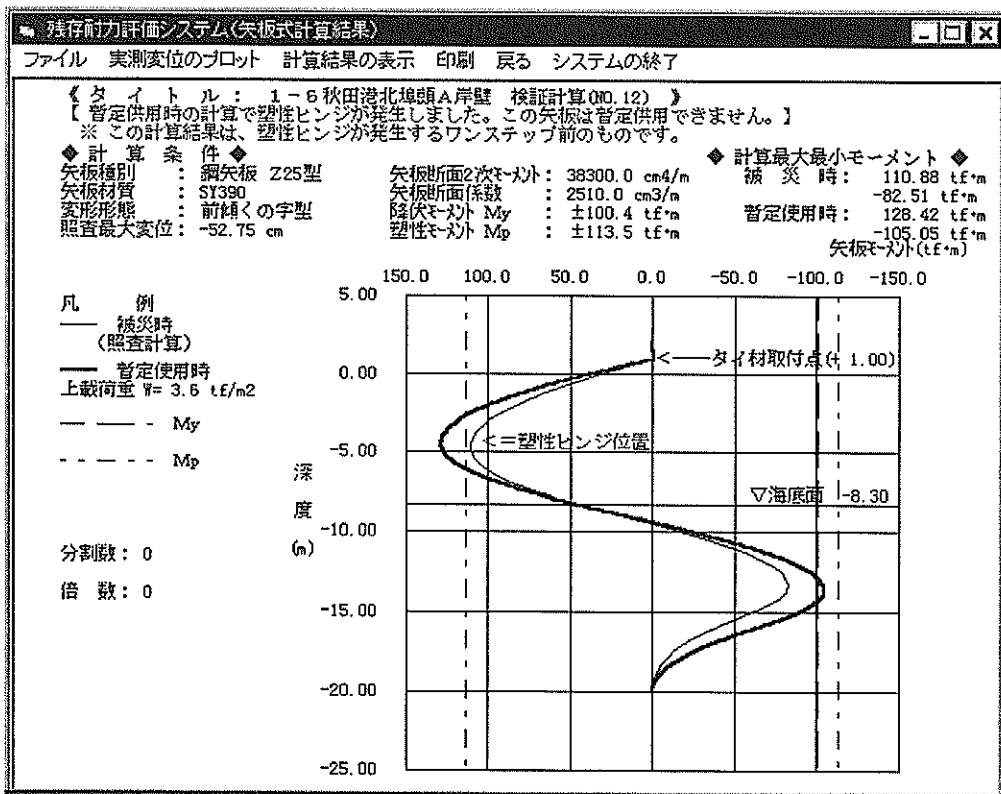 残存耐力評価システム(矢板式計算結果)
ファイル 実測変位のプロット 計算結果の表示 印刷 戻る システムの終了
《 タ イ ト ル : 1-6秋田港北埠頭A岸壁 検証計算(NO.12) 》
【 暫定供用時の計算で塑性ヒンジが発生しました。この矢板は暫定供用できません。】
※ この計算結果は、塑性ヒンジが発生するワンステップ前のものです。
◆ 計 算 条 件 ◆
矢板種別 : 鋼矢板 Z25型
矢板材質 : SY390
変形形態 : 前傾くの字型
照査最大変位: -52.75 cm
矢板断面2次モーメント: 38300.0 cm4/m
矢板断面係数 : 2510.0 cm3/m
降伏モーメント My : ±100.4 tf・m
塑性モーメント Mp : ±113.5 tf・m
◆ 計算最大最小モーメント ◆
被 災 時: 110.88 tf・m
-82.51 tf・m
暫定使用時: 128.42 tf・m
-105.05 tf・m
矢板モーメント(tf・m)
150.0 100.0 50.0 0.0 -50.0 -100.0 -150.0
凡 例
被災時
(照査計算)
暫定使用時
上載荷重 W= 3.6 tf/m2
My
Mp
分割数: 0
倍 数: 0
深
度
(m)
5.00
0.00
-5.00
-10.00
-15.00
-20.00
-25.00
<──タイ材取付点(+ 1.00)
<=塑性ヒンジ位置
▽海底面 -8.30